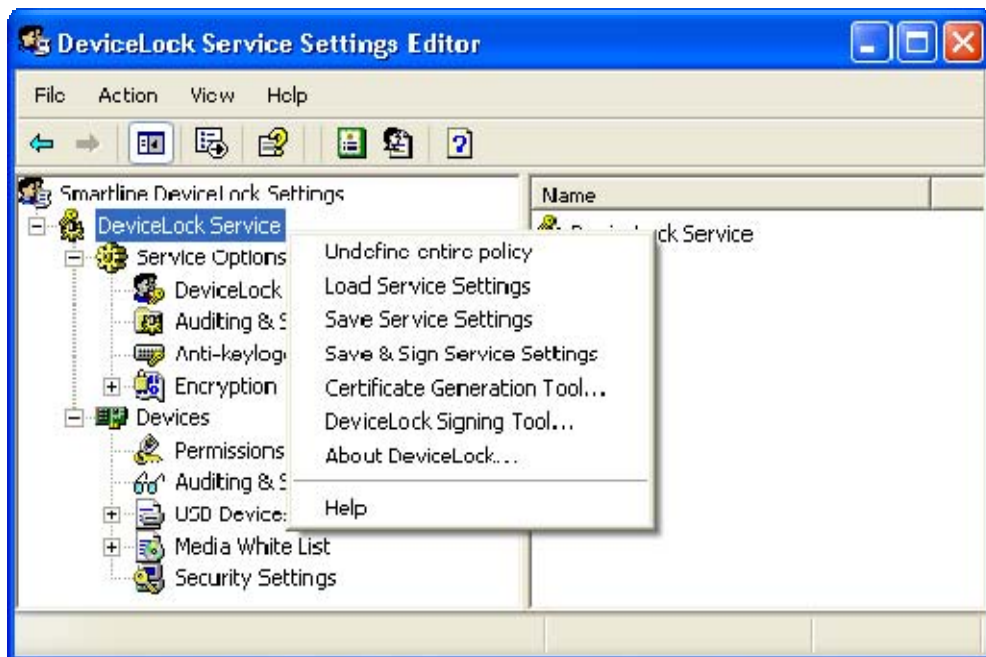 DeviceLock Service Settings Editor
File Action View Help
Smartline DeviceLock Settings
DeviceLock Service
Service Options
DeviceLock
Auditing & S
Anti-keylog
Encryption
Devices
Permissions
Auditing & S
USB Device
Media White List
Security Settings
Undefine entire policy
Load Service Settings
Save Service Settings
Save & Sign Service Settings
Certificate Generation Tool...
DeviceLock Signing Tool...
About DeviceLock...
Help
Name
ck Service